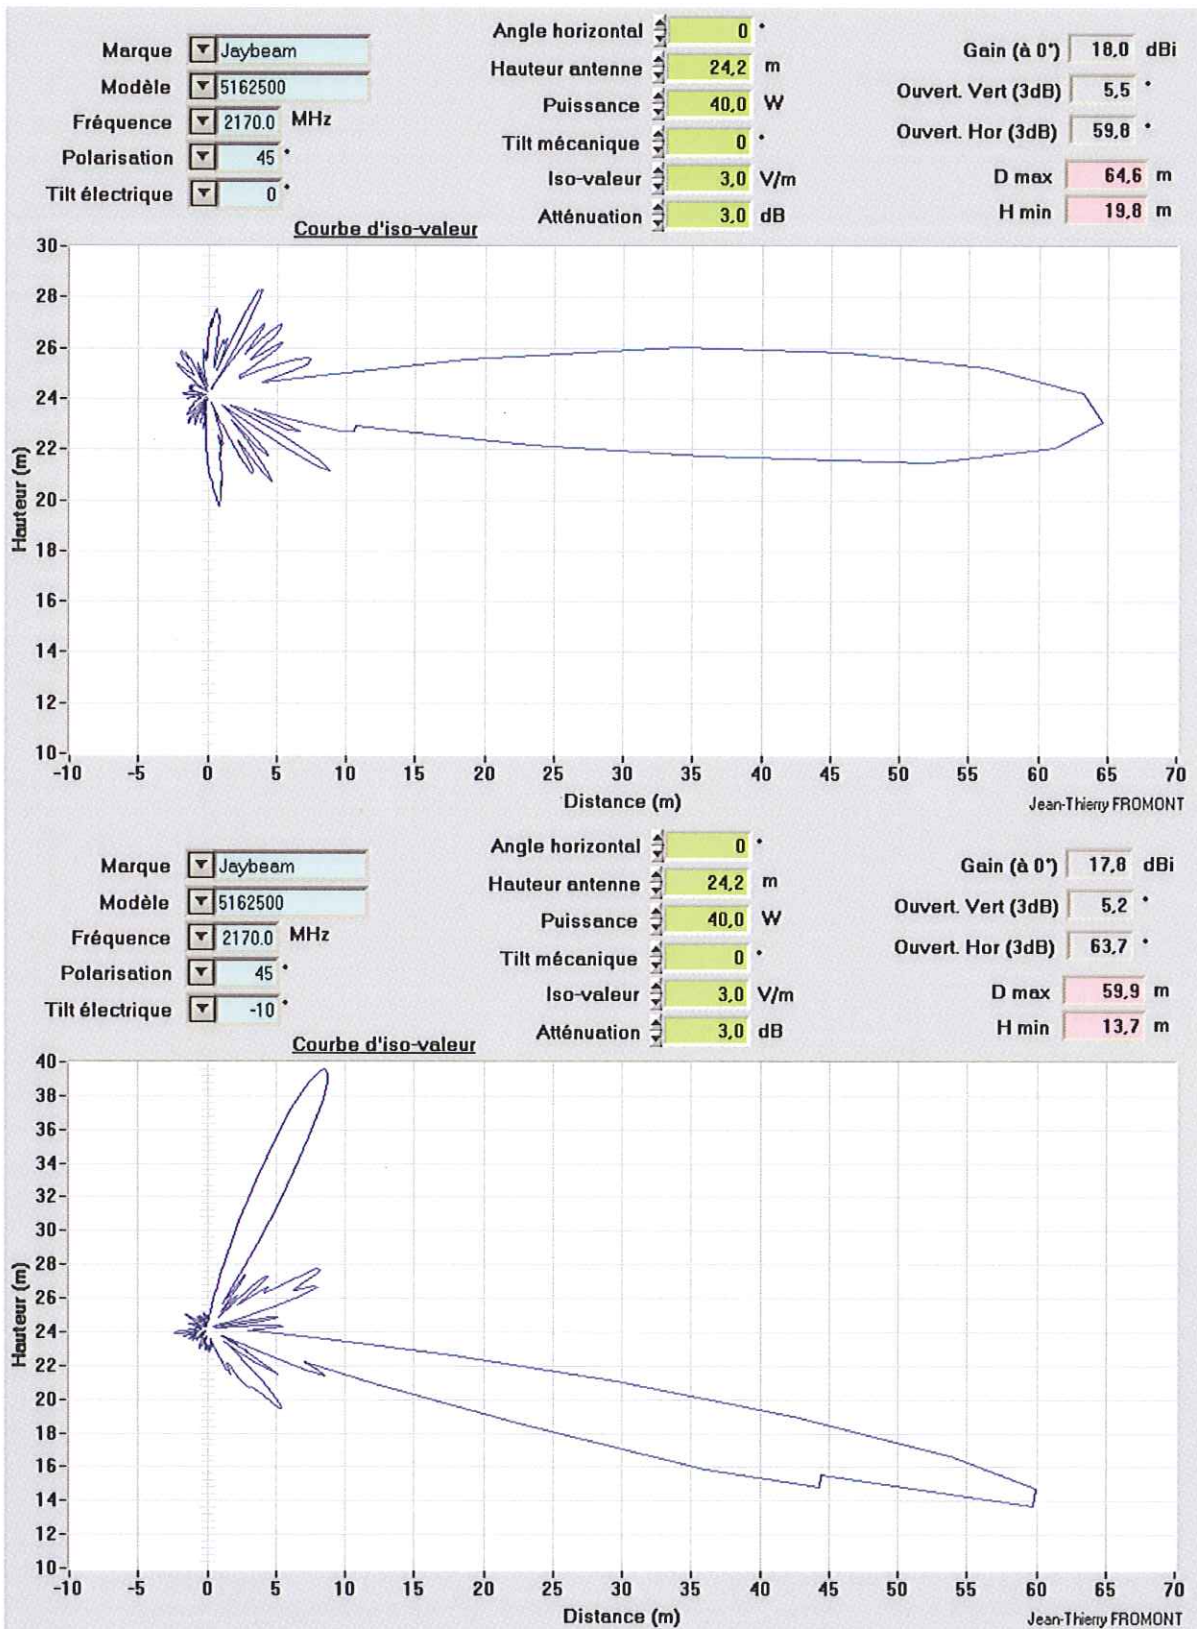 Marque Jaybeam
Modèle 5162500
Fréquence 2170.0 MHz
Polarisation 45 °
Tilt électrique 0 °
Angle horizontal 0 °
Hauteur antenne 24,2 m
Puissance 40,0 W
Tilt mécanique 0 °
Iso-valeur 3,0 V/m
Atténuation 3,0 dB
Gain (à 0°) 18,0 dBi
Ouvert. Vert (3dB) 5,5 °
Ouvert. Hor (3dB) 59,8 °
D max 64,6 m
H min 19,8 m
Courbe d'iso-valeur
Hauteur (m)
30
28
26
24
22
20
18
16
14
12
10
-10 -5 0 5 10 15 20 25 30 35 40 45 50 55 60 65 70
Distance (m)
Jean-Thierry FROMONT
Marque Jaybeam
Modèle 5162500
Fréquence 2170.0 MHz
Polarisation 45 °
Tilt électrique -10 °
Angle horizontal 0 °
Hauteur antenne 24,2 m
Puissance 40,0 W
Tilt mécanique 0 °
Iso-valeur 3,0 V/m
Atténuation 3,0 dB
Gain (à 0°) 17,8 dBi
Ouvert. Vert (3dB) 5,2 °
Ouvert. Hor (3dB) 63,7 °
D max 59,9 m
H min 13,7 m
Courbe d'iso-valeur
Hauteur (m)
40
38
36
34
32
30
28
26
24
22
20
18
16
14
12
10
-10 -5 0 5 10 15 20 25 30 35 40 45 50 55 60 65 70
Distance (m)
Jean-Thierry FROMONT